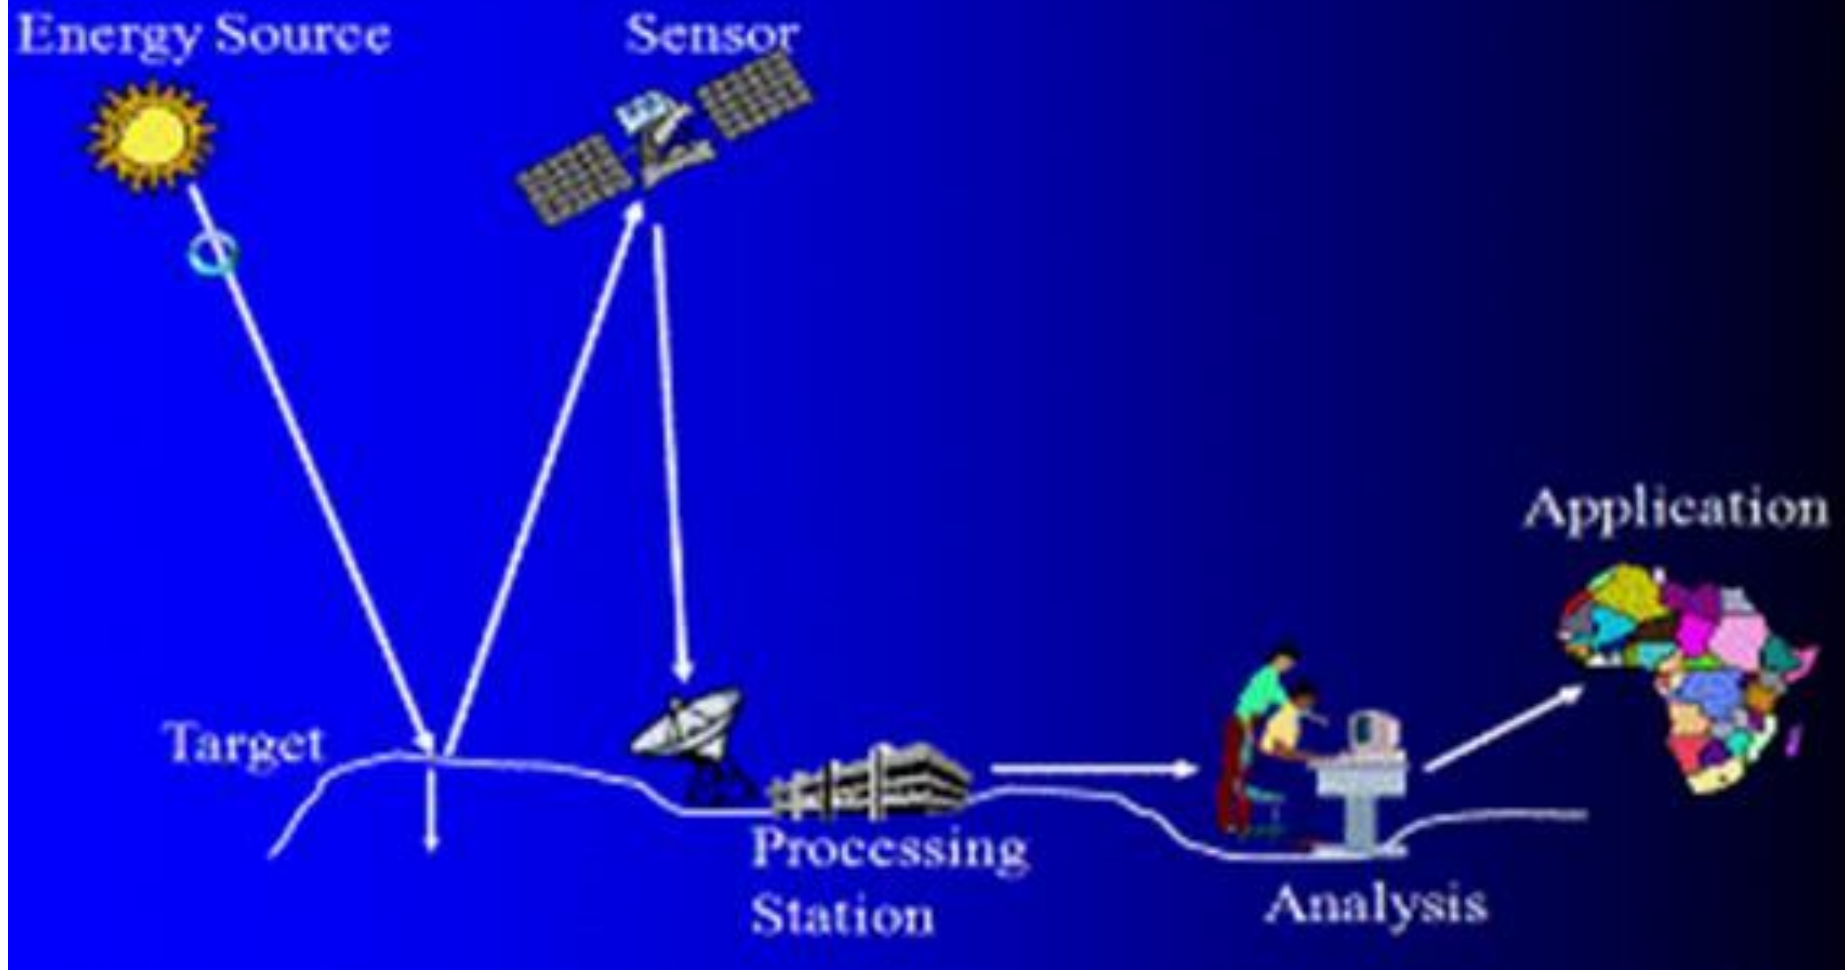 Energy Source
Sensor
Application
Target
Processing
Station
Analysis